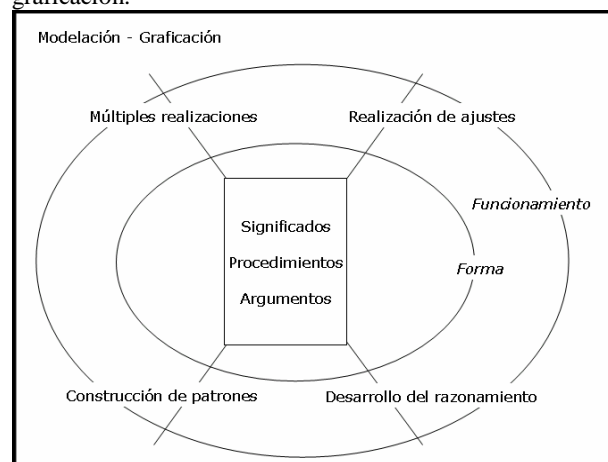 graficación.
Modelación - Graficación
Múltiples realizaciones
Realización de ajustes
Funcionamiento
Significados
Forma
Procedimientos
Argumentos
Construcción de patrones
Desarrollo del razonamiento